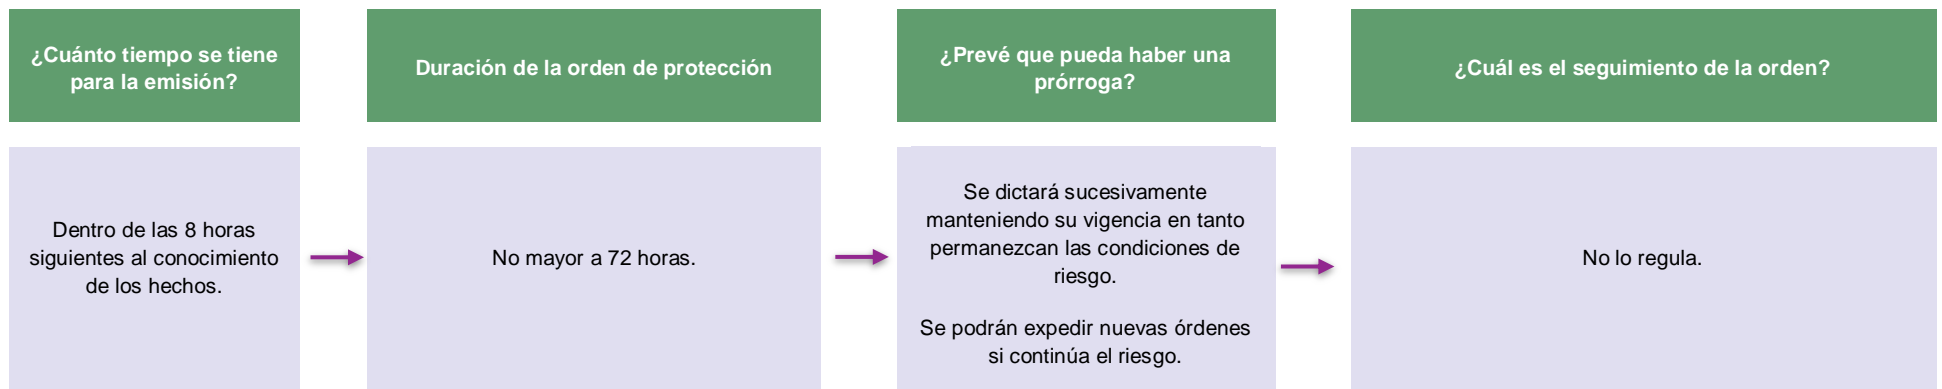 ¿Cuánto tiempo se tiene
para la emisión?
Duración de la orden de protección
¿Prevé que pueda haber una
prórroga?
¿Cuál es el seguimiento de la orden?
Dentro de las 8 horas
siguientes al conocimiento
de los hechos.
No mayor a 72 horas.
Se dictará sucesivamente
manteniendo su vigencia en tanto
permanezcan las condiciones de
riesgo.
Se podrán expedir nuevas órdenes
si continúa el riesgo.
No lo regula.